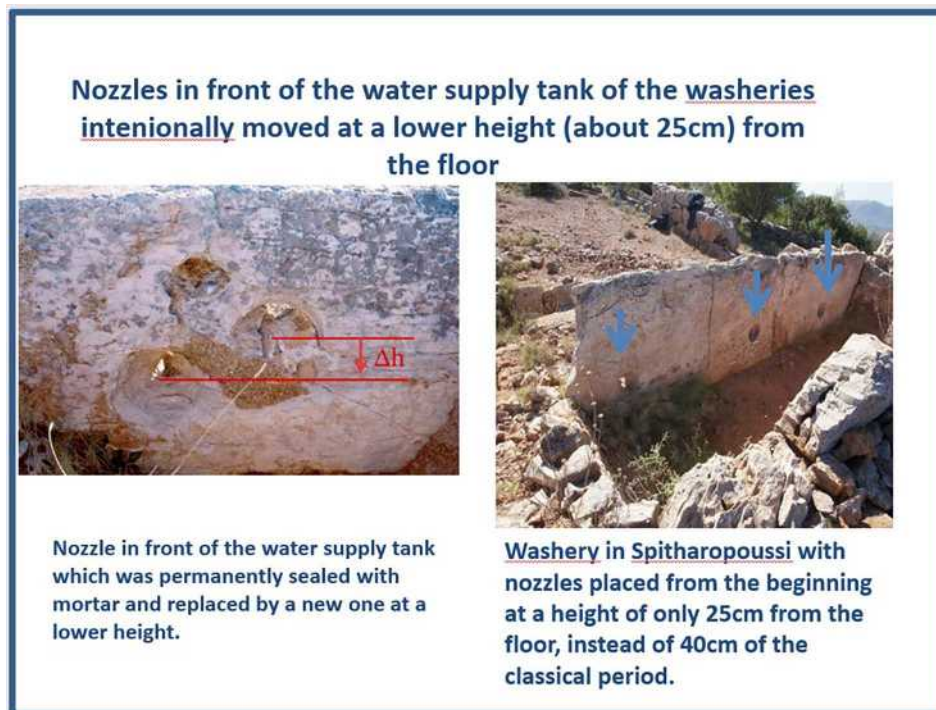 Nozzles in front of the water supply tank of the washeries
intenionally moved at a lower height (about 25cm) from
the floor
Δh
Nozzle in front of the water supply tank
which was permanently sealed with
mortar and replaced by a new one at a
lower height.
Washery in Spitharopoussi with
nozzles placed from the beginning
at a height of only 25cm from the
floor, instead of 40cm of the
classical period.